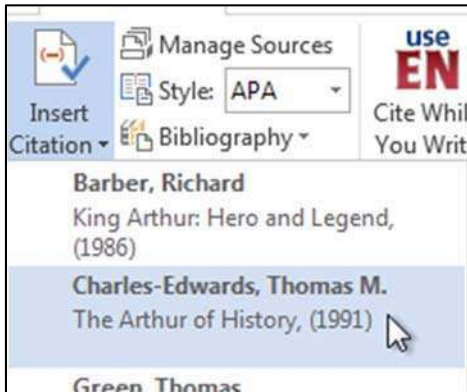 Insert
Citation
Manage Sources
Style: APA
Bibliography
use
EN
Cite Whil
You Writ
Barber, Richard
King Arthur: Hero and Legend,
(1986)
Charles-Edwards, Thomas M.
The Arthur of History, (1991)
Green, Thomas